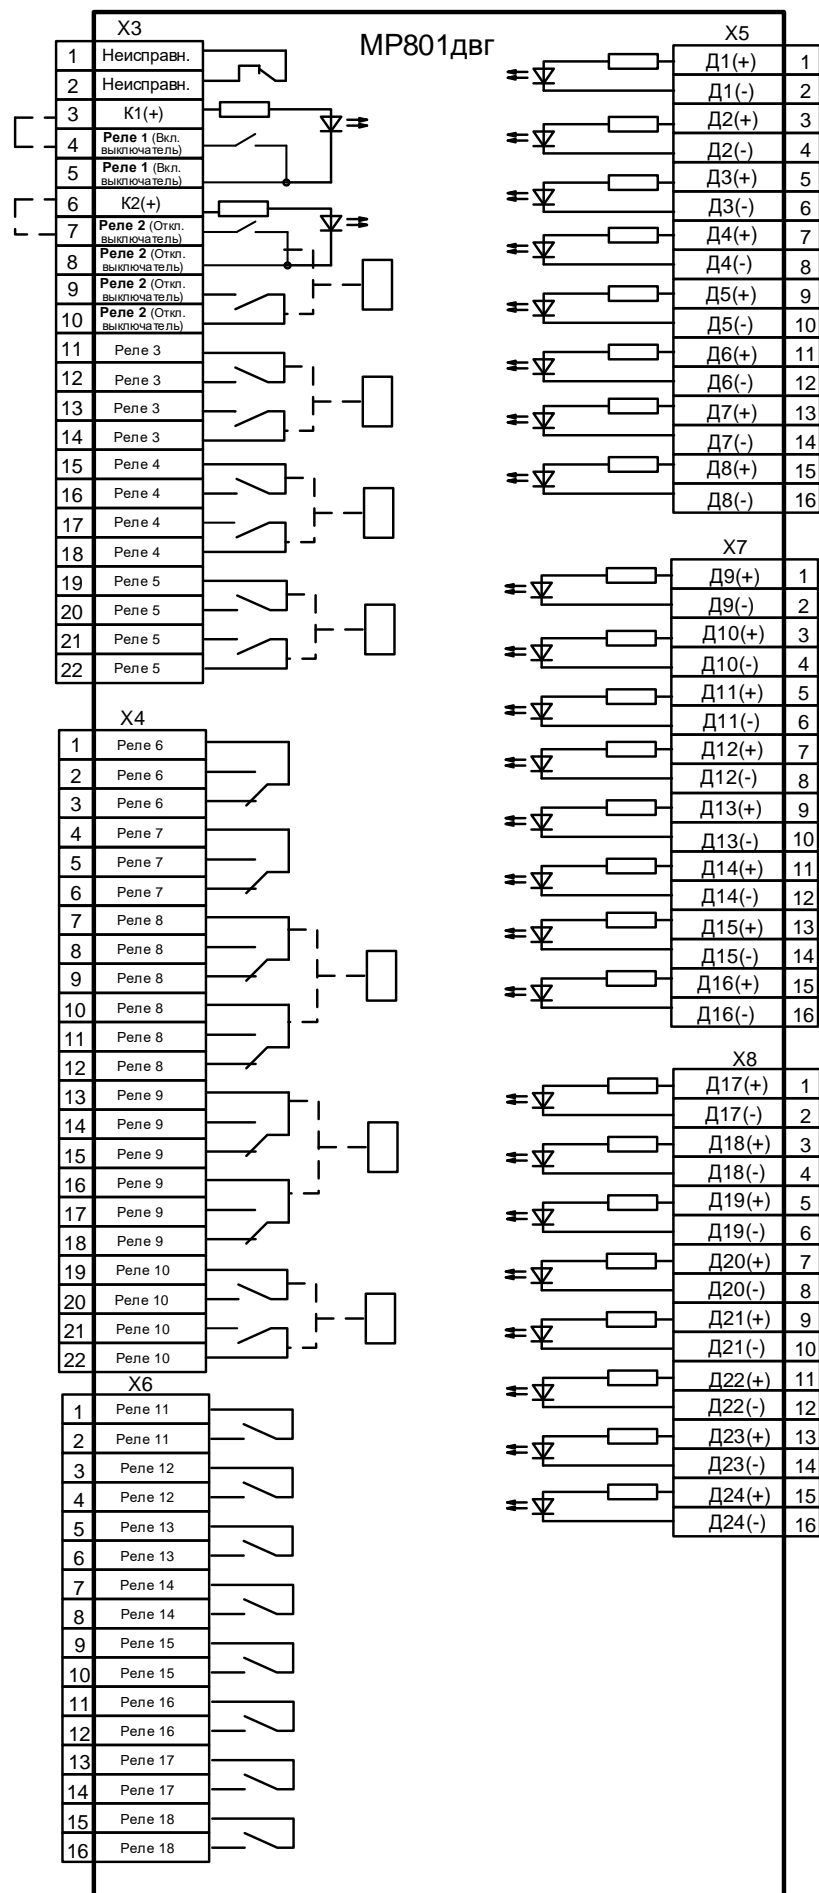 МР801двг
X3
1 Неисправн.
2 Неисправн.
3 К1(+)
4 Реле 1 (Вкл.
выключатель)
5 Реле 1 (Вкл.
выключатель)
6 К2(+)
7 Реле 2 (Откл.
выключатель)
8 Реле 2 (Откл.
выключатель)
9 Реле 2 (Откл.
выключатель)
10 Реле 2 (Откл.
выключатель)
11 Реле 3
12 Реле 3
13 Реле 3
14 Реле 3
15 Реле 4
16 Реле 4
17 Реле 4
18 Реле 4
19 Реле 5
20 Реле 5
21 Реле 5
22 Реле 5
X4
1 Реле 6
2 Реле 6
3 Реле 6
4 Реле 7
5 Реле 7
6 Реле 7
7 Реле 8
8 Реле 8
9 Реле 8
10 Реле 8
11 Реле 8
12 Реле 8
13 Реле 9
14 Реле 9
15 Реле 9
16 Реле 9
17 Реле 9
18 Реле 9
19 Реле 10
20 Реле 10
21 Реле 10
22 Реле 10
X6
1 Реле 11
2 Реле 11
3 Реле 12
4 Реле 12
5 Реле 13
6 Реле 13
7 Реле 14
8 Реле 14
9 Реле 15
10 Реле 15
11 Реле 16
12 Реле 16
13 Реле 17
14 Реле 17
15 Реле 18
16 Реле 18
X5
Д1(+) 1
Д1(-) 2
Д2(+) 3
Д2(-) 4
Д3(+) 5
Д3(-) 6
Д4(+) 7
Д4(-) 8
Д5(+) 9
Д5(-) 10
Д6(+) 11
Д6(-) 12
Д7(+) 13
Д7(-) 14
Д8(+) 15
Д8(-) 16
X7
Д9(+) 1
Д9(-) 2
Д10(+) 3
Д10(-) 4
Д11(+) 5
Д11(-) 6
Д12(+) 7
Д12(-) 8
Д13(+) 9
Д13(-) 10
Д14(+) 11
Д14(-) 12
Д15(+) 13
Д15(-) 14
Д16(+) 15
Д16(-) 16
X8
Д17(+) 1
Д17(-) 2
Д18(+) 3
Д18(-) 4
Д19(+) 5
Д19(-) 6
Д20(+) 7
Д20(-) 8
Д21(+) 9
Д21(-) 10
Д22(+) 11
Д22(-) 12
Д23(+) 13
Д23(-) 14
Д24(+) 15
Д24(-) 16